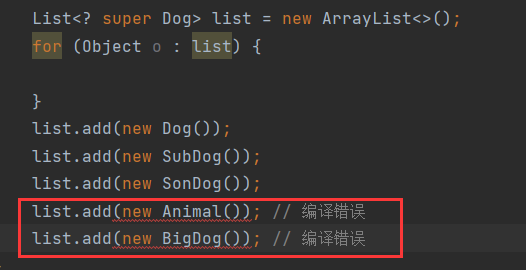 List<? super Dog> list = new ArrayList<>();
for (Object o : list) {
}
list.add(new Dog());
list.add(new SubDog());
list.add(new SonDog());
list.add(new Animal()); // 编译错误
list.add(new BigDog()); // 编译错误